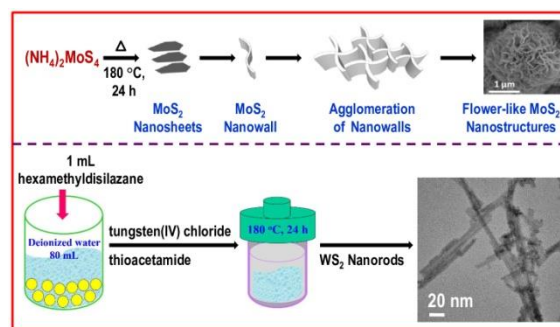 (NH₄)₂MoS₄
Δ
180 °C,
24 h
MoS₂
Nanosheets
MoS₂
Nanowall
Agglomeration
of Nanowalls
1 µm
Flower-like MoS₂
Nanostructures
1 mL
hexamethyldisilazane
Deionized water
80 mL
tungsten(IV) chloride
thioacetamide
180 °C, 24 h
WS₂ Nanorods
20 nm